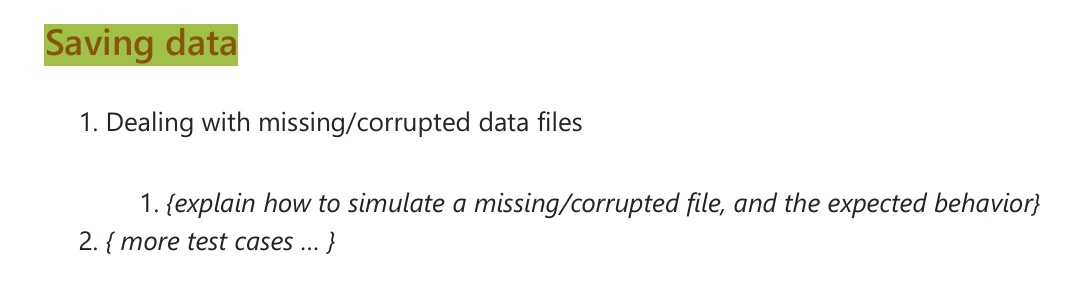 Saving data
1. Dealing with missing/corrupted data files
1. {explain how to simulate a missing/corrupted file, and the expected behavior}
2. { more test cases … }